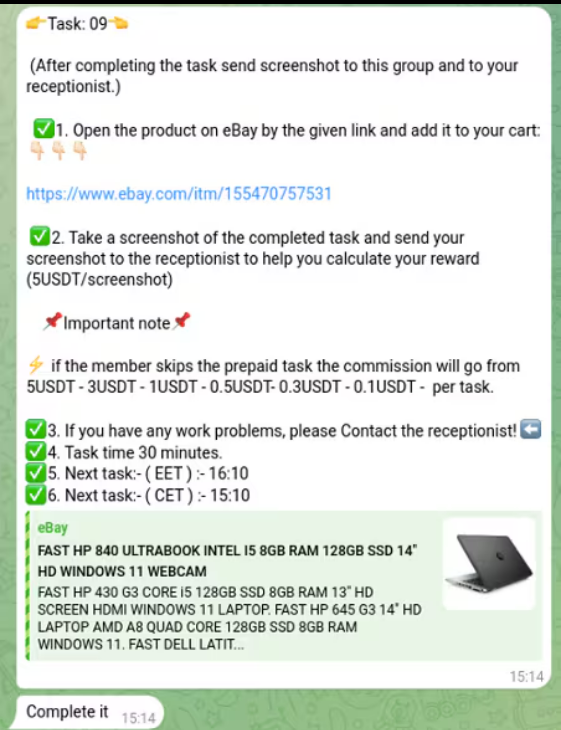 👉Task: 09👈
(After completing the task send screenshot to this group and to your
receptionist.)
✅1. Open the product on eBay by the given link and add it to your cart:
👇🏻👇🏻👇🏻
https://www.ebay.com/itm/155470757531
✅2. Take a screenshot of the completed task and send your
screenshot to the receptionist to help you calculate your reward
(5USDT/screenshot)
📌Important note📌
⚡ if the member skips the prepaid task the commission will go from
5USDT - 3USDT - 1USDT - 0.5USDT- 0.3USDT - 0.1USDT - per task.
✅3. If you have any work problems, please Contact the receptionist!⬅️
✅4. Task time 30 minutes.
✅5. Next task:- ( EET ) :- 16:10
✅6. Next task:- ( CET ) :- 15:10
eBay
FAST HP 840 ULTRABOOK INTEL I5 8GB RAM 128GB SSD 14"
HD WINDOWS 11 WEBCAM
FAST HP 430 G3 CORE i5 128GB SSD 8GB RAM 13" HD
SCREEN HDMI WINDOWS 11 LAPTOP. FAST HP 645 G3 14" HD
LAPTOP AMD A8 QUAD CORE 128GB SSD 8GB RAM
WINDOWS 11. FAST DELL LATIT...
15:14
Complete it 15:14